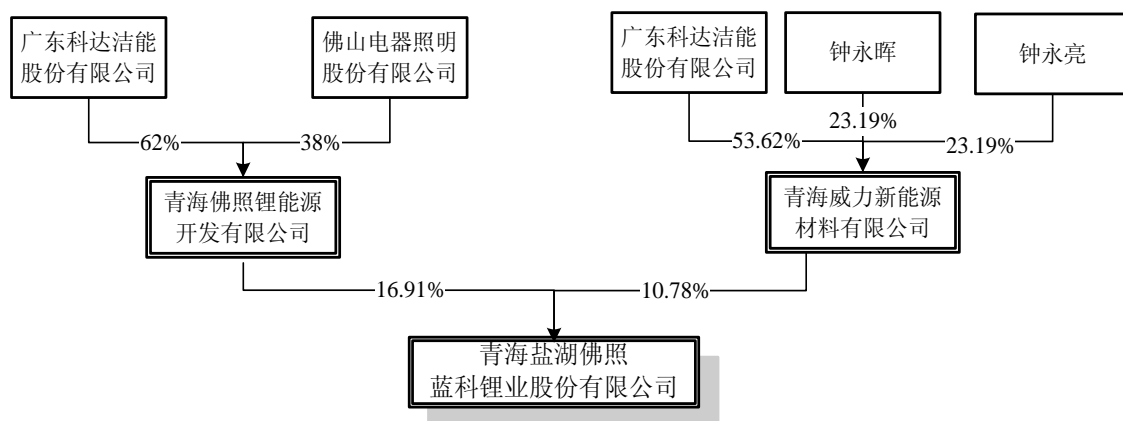 广东科达洁能
股份有限公司
佛山电器照明
股份有限公司
广东科达洁能
股份有限公司
钟永晖
钟永亮
62%
38%
53.62%
23.19%
23.19%
青海佛照锂能源
开发有限公司
青海威力新能源
材料有限公司
16.91%
10.78%
青海盐湖佛照
蓝科锂业股份有限公司